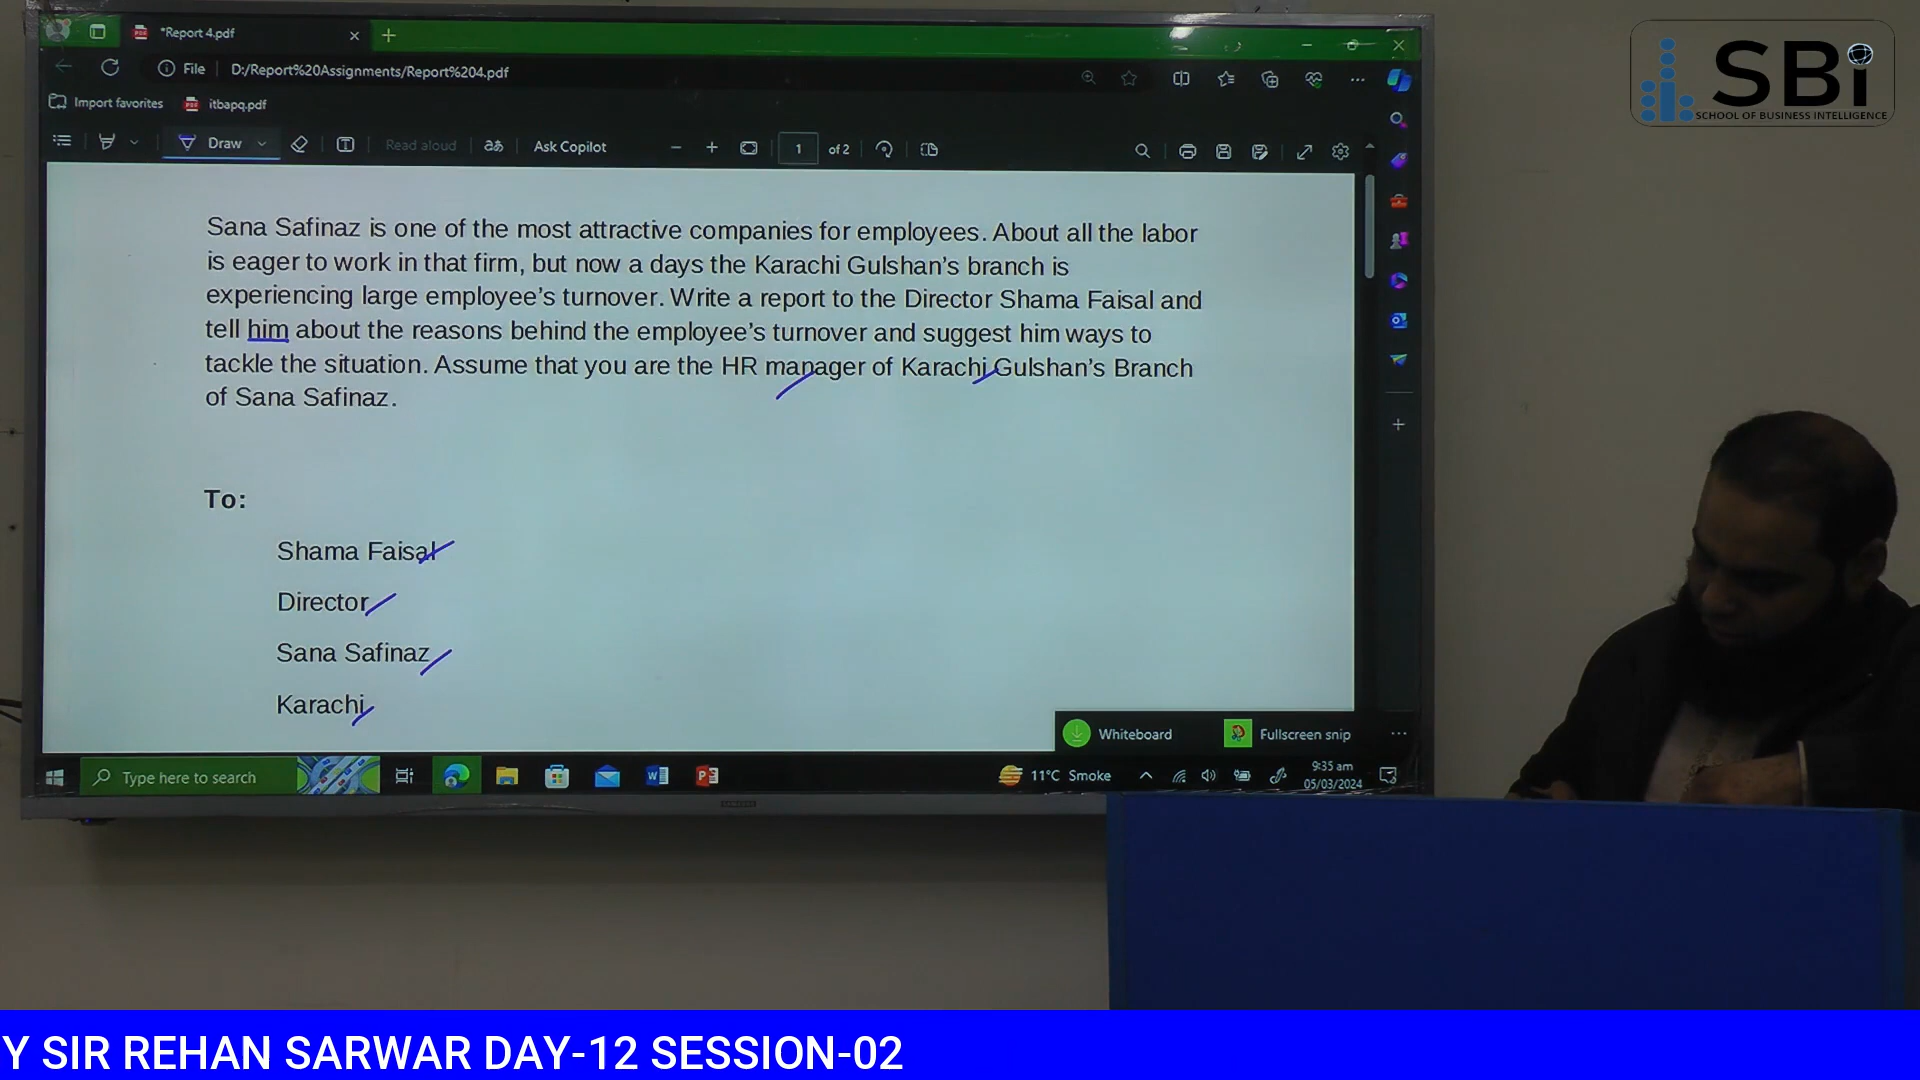 *Report 4.pdf
File
D:/Report%20Assignments/Report%204.pdf
Import favorites
itbapq.pdf
Draw
Read aloud
Ask Copilot
1
of 2
SBi
SCHOOL OF BUSINESS INTELLIGENCE
Sana Safinaz is one of the most attractive companies for employees. About all the labor
is eager to work in that firm, but now a days the Karachi Gulshan's branch is
experiencing large employee's turnover. Write a report to the Director Shama Faisal and
tell him about the reasons behind the employee's turnover and suggest him ways to
tackle the situation. Assume that you are the HR manager of Karachi Gulshan's Branch
of Sana Safinaz.
To:
Shama Faisal
Director
Sana Safinaz
Karachi
Whiteboard
Fullscreen snip
Type here to search
11°C Smoke
9:35 am
05/03/2024
SAMSUNG
Y SIR REHAN SARWAR DAY-12 SESSION-02